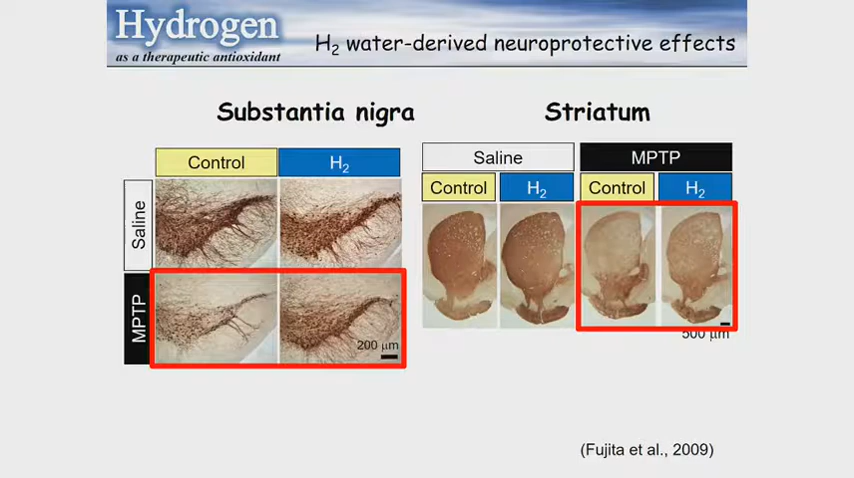 Hydrogen
as a therapeutic antioxidant
H₂ water-derived neuroprotective effects
Substantia nigra
Striatum
Control
H₂
Saline
MPTP
200 µm
Saline
MPTP
Control
H₂
Control
H₂
500 µm
(Fujita et al., 2009)